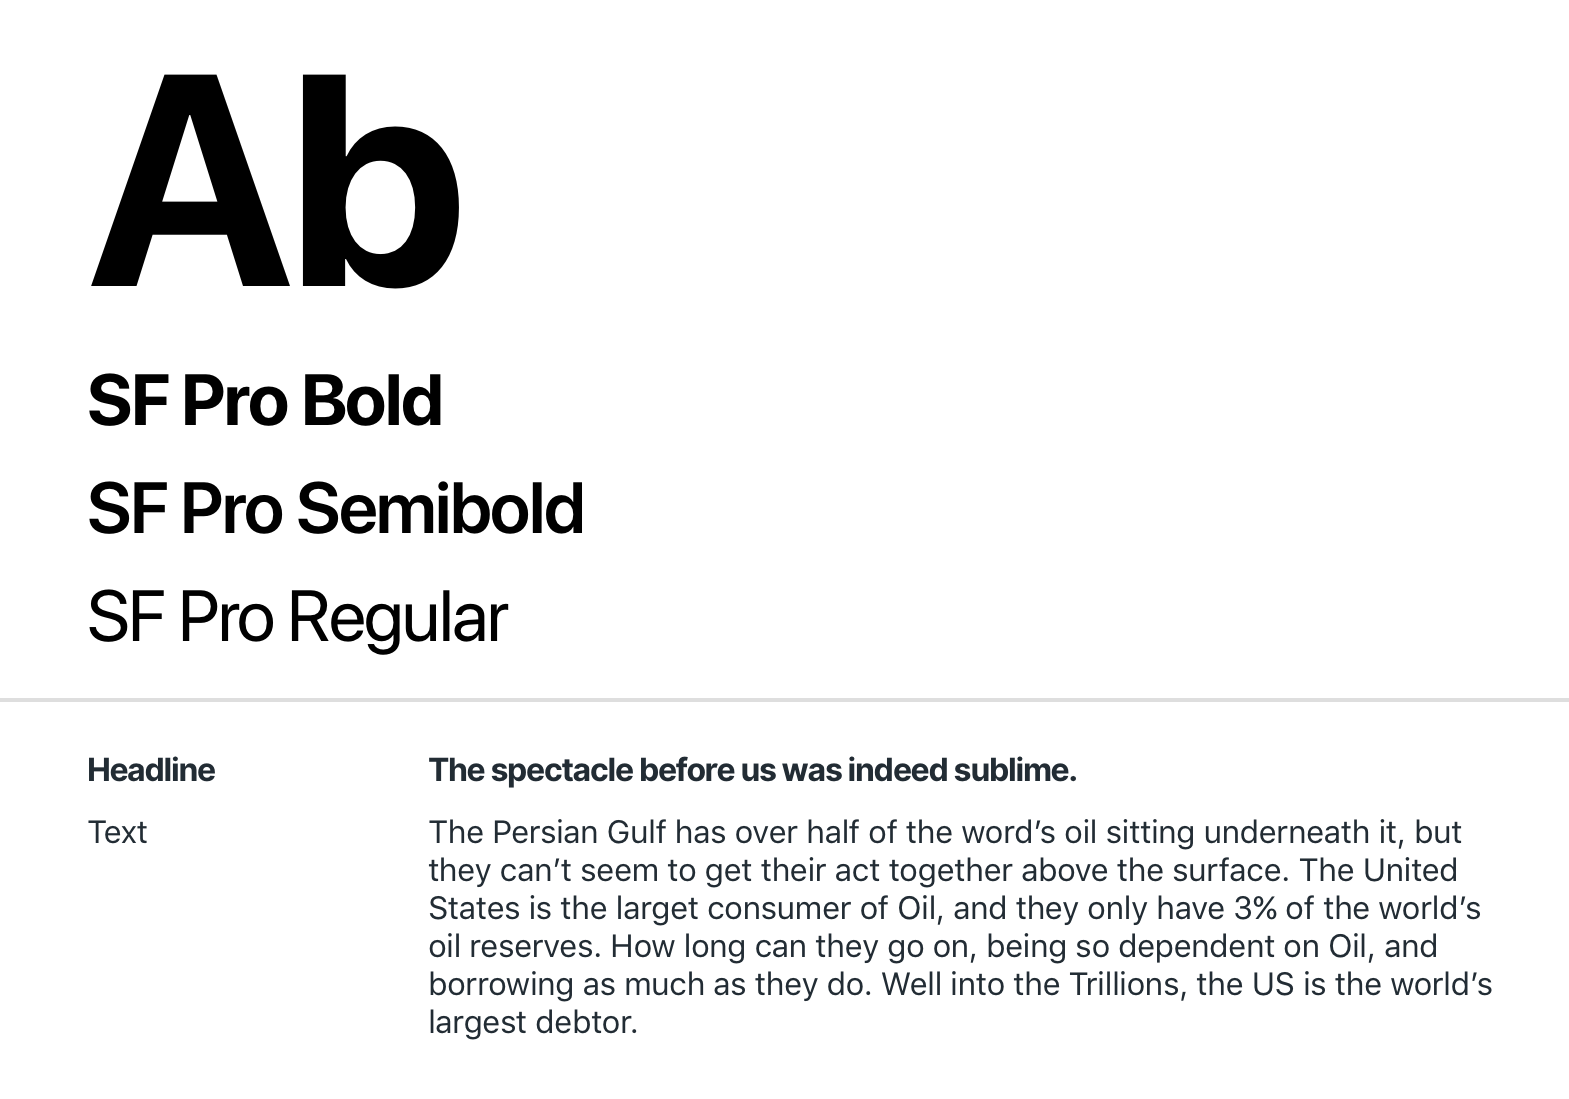 Ab
SF Pro Bold
SF Pro Semibold
SF Pro Regular
Headline
The spectacle before us was indeed sublime.
Text
The Persian Gulf has over half of the word’s oil sitting underneath it, but
they can’t seem to get their act together above the surface. The United
States is the larget consumer of Oil, and they only have 3% of the world’s
oil reserves. How long can they go on, being so dependent on Oil, and
borrowing as much as they do. Well into the Trillions, the US is the world’s
largest debtor.